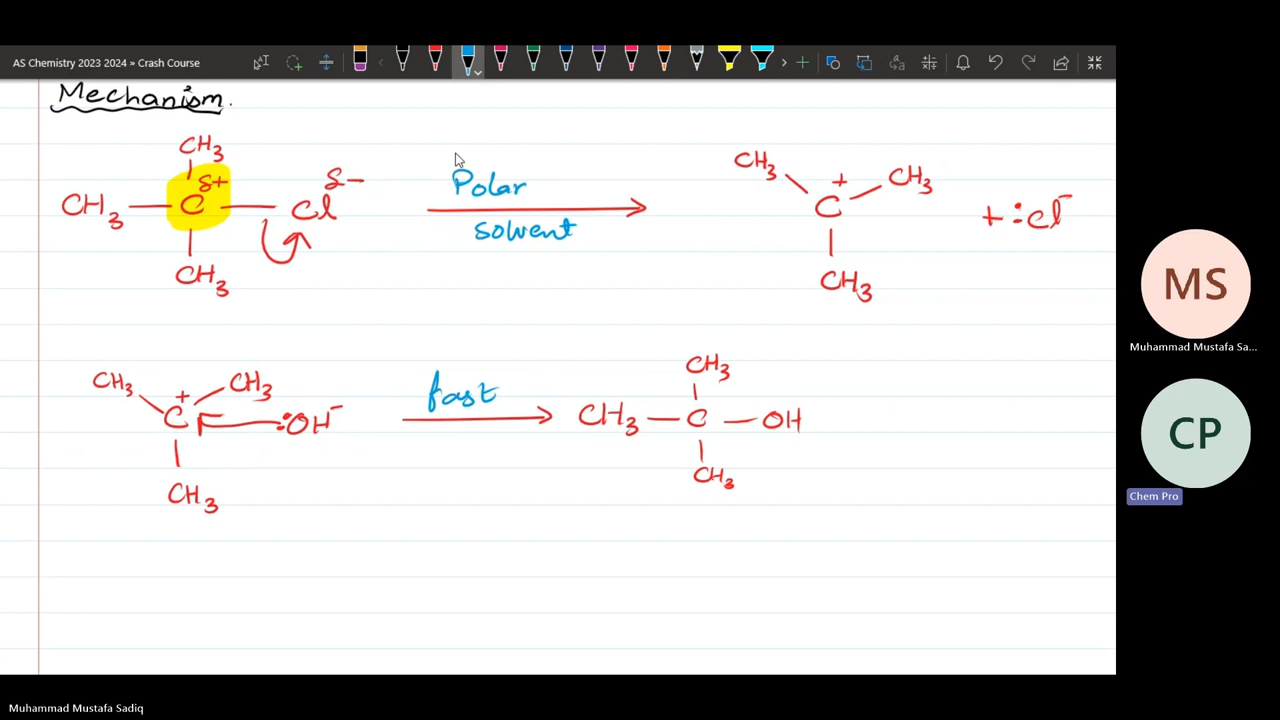 AS Chemistry 2023 2024 » Crash Course
Mechanism.
CH3
δ+
δ-
CH3 — C — Cl
CH3
Polar
solvent
CH3
+
CH3
C
CH3
+ :Cl-
CH3
+
CH3
C
:OH-
CH3
fast
CH3
CH3 — C — OH
CH3
MS
Muhammad Mustafa Sa...
CP
Chem Pro
Muhammad Mustafa Sadiq